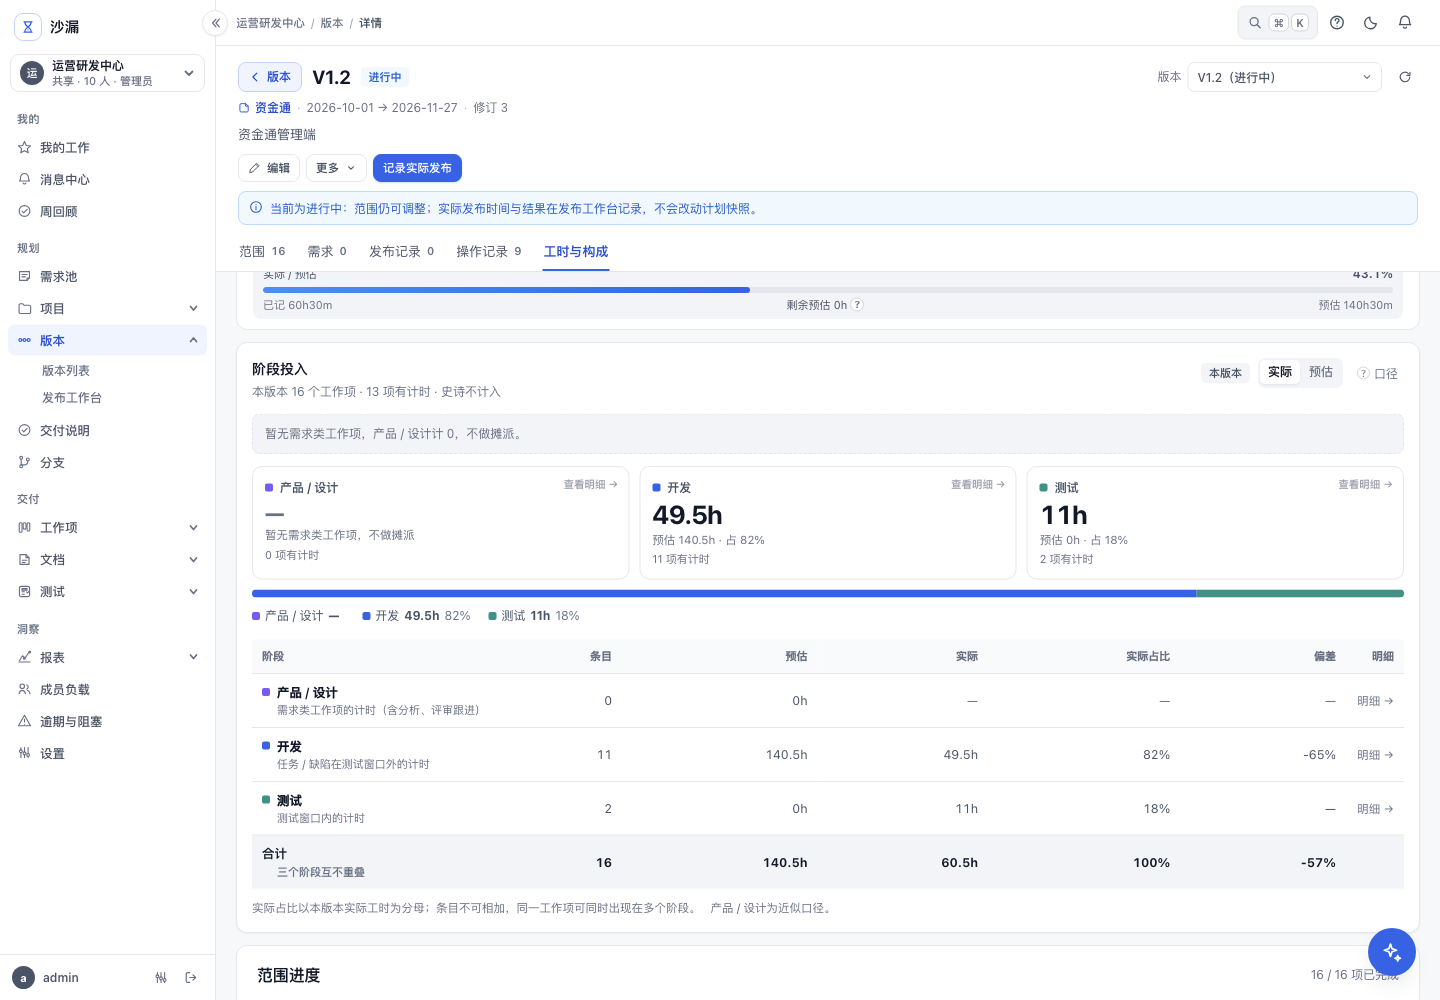 沙漏
运营研发中心 / 版本 / 详情
⌘ K
运
运营研发中心
共享 · 10 人 · 管理员
我的
我的工作
消息中心
周回顾
规划
需求池
项目
版本
版本列表
发布工作台
交付说明
分支
交付
工作项
文档
测试
洞察
报表
成员负载
逾期与阻塞
设置
a admin
版本 V1.2 进行中
版本 V1.2（进行中）
资金通 · 2026-10-01 → 2026-11-27 · 修订 3
资金通管理端
编辑 更多 记录实际发布
当前为进行中：范围仍可调整；实际发布时间与结果在发布工作台记录，不会改动计划快照。
范围 16 需求 0 发布记录 0 操作记录 9 工时与构成
实际 / 预估 43.1%
已记 60h30m 剩余预估 0h ? 预估 140h30m
阶段投入
本版本 16 个工作项 · 13 项有计时 · 史诗不计入
本版本 实际 预估 ? 口径
暂无需求类工作项，产品 / 设计计 0，不做摊派。
产品 / 设计 查看明细 →
—
暂无需求类工作项，不做摊派
0 项有计时
开发 查看明细 →
49.5h
预估 140.5h · 占 82%
11 项有计时
测试 查看明细 →
11h
预估 0h · 占 18%
2 项有计时
产品 / 设计 — 开发 49.5h 82% 测试 11h 18%
阶段 条目 预估 实际 实际占比 偏差 明细
产品 / 设计 0 0h — — — 明细 →
需求类工作项的计时（含分析、评审跟进）
开发 11 140.5h 49.5h 82% -65% 明细 →
任务 / 缺陷在测试窗口外的计时
测试 2 0h 11h 18% — 明细 →
测试窗口内的计时
合计 16 140.5h 60.5h 100% -57%
三个阶段互不重叠
实际占比以本版本实际工时为分母；条目不可相加，同一工作项可同时出现在多个阶段。 产品 / 设计为近似口径。
范围进度 16 / 16 项已完成